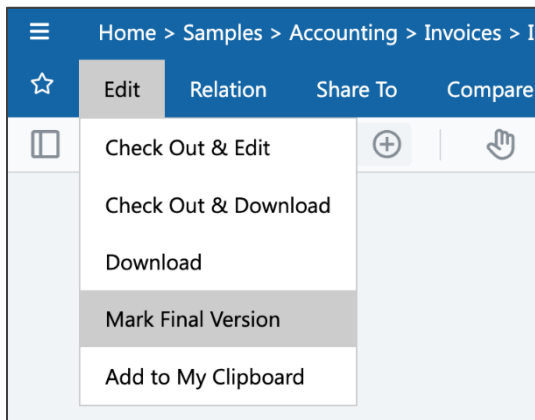 Home > Samples > Accounting > Invoices > I
Edit Relation Share To Compare
Check Out & Edit
Check Out & Download
Download
Mark Final Version
Add to My Clipboard